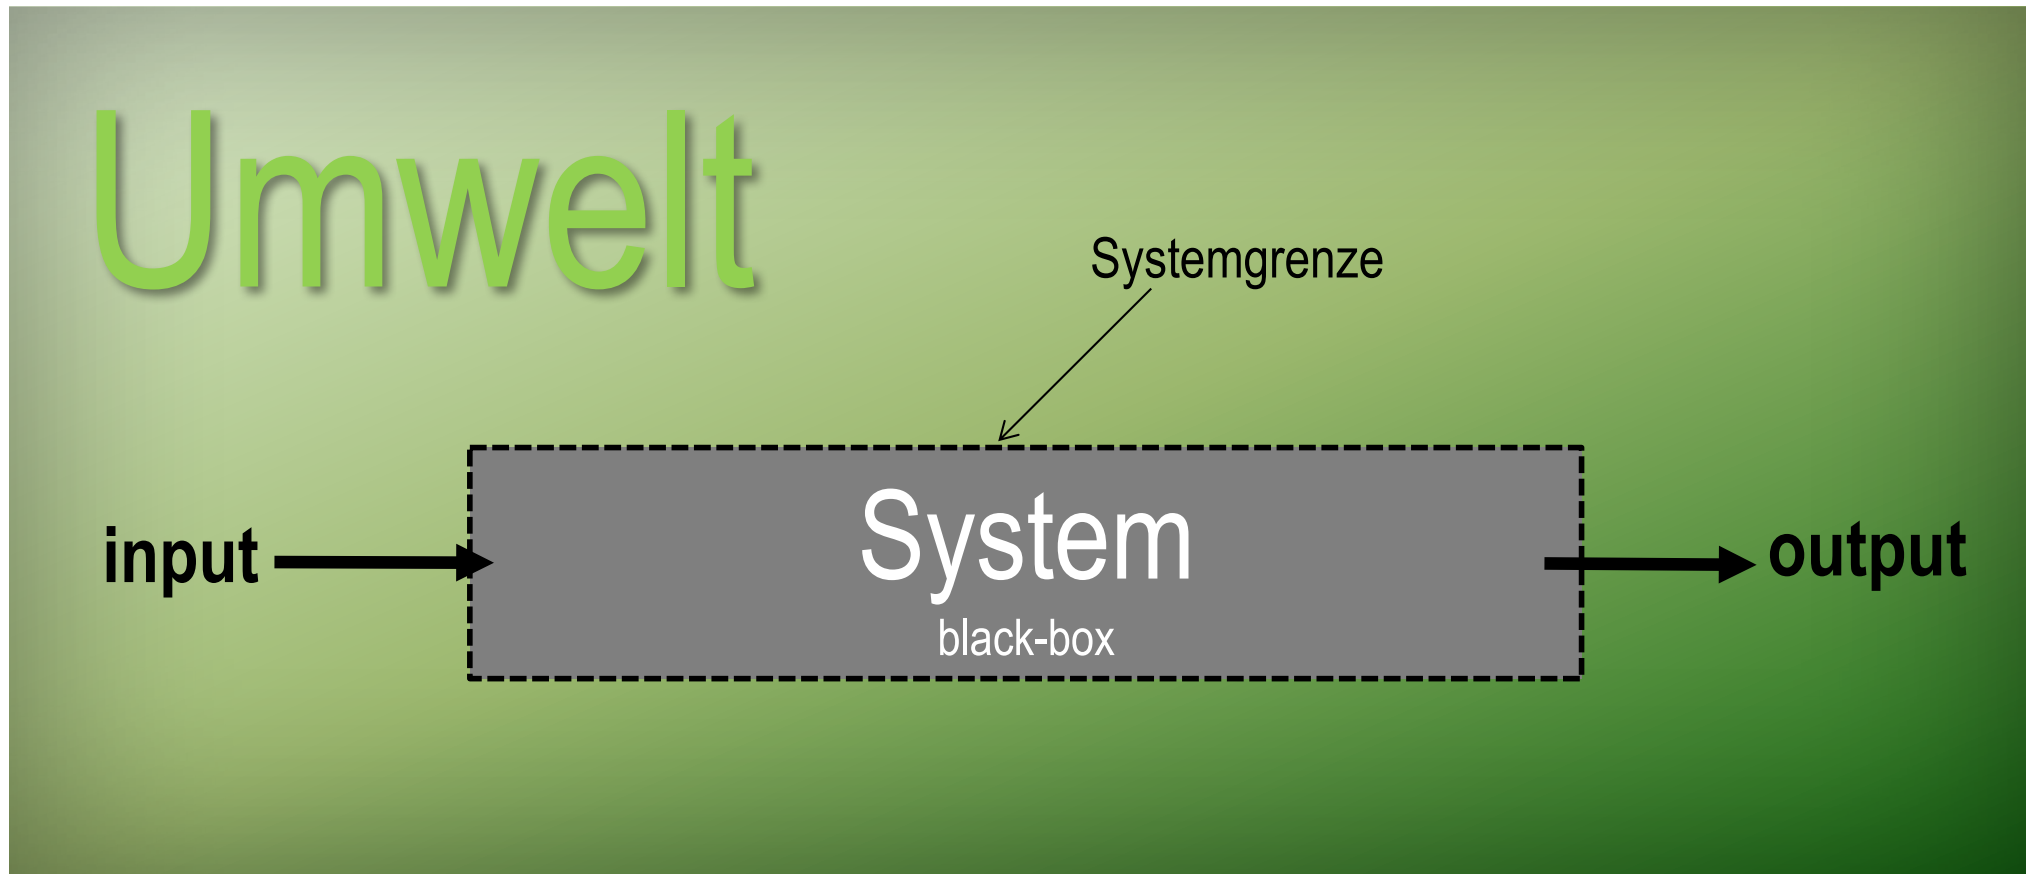 Umwelt
Systemgrenze
input
System
black-box
output